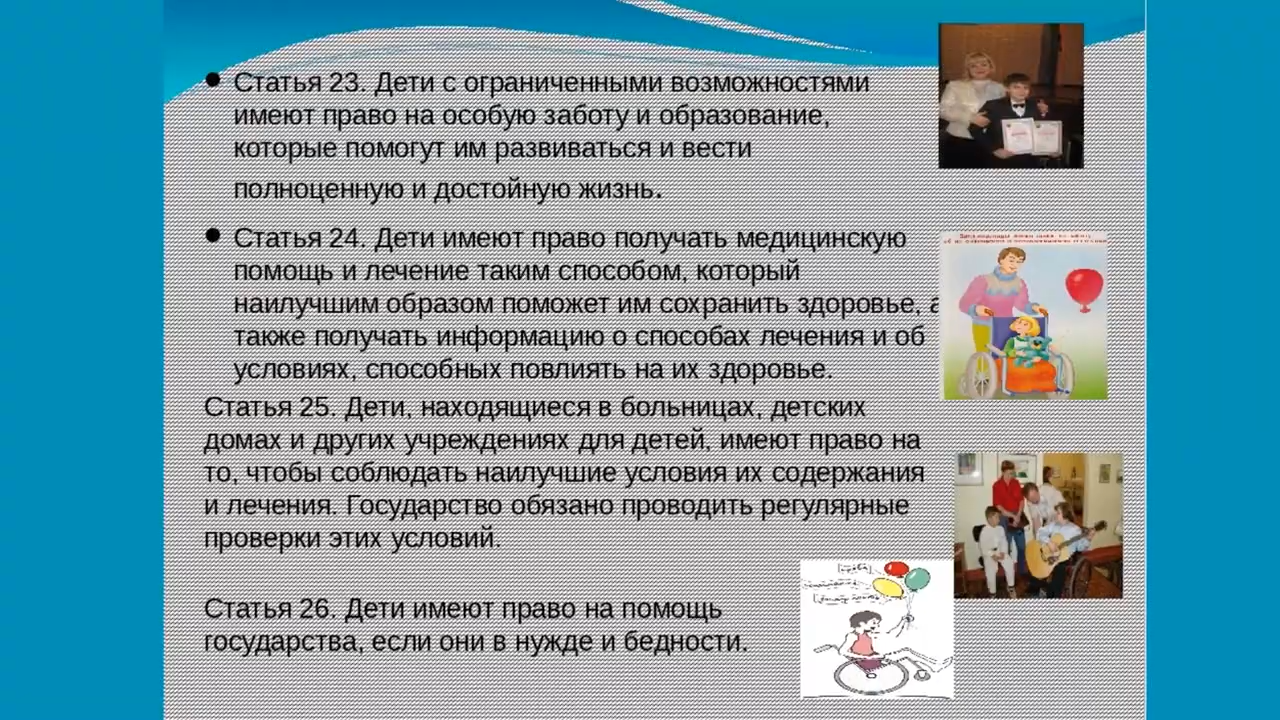 Статья 23. Дети с ограниченными возможностями
имеют право на особую заботу и образование,
которые помогут им развиваться и вести
полноценную и достойную жизнь.
Статья 24. Дети имеют право получать медицинскую
помощь и лечение таким способом, который
наилучшим образом поможет им сохранить здоровье, а
также получать информацию о способах лечения и об
условиях, способных повлиять на их здоровье.
Статья 25. Дети, находящиеся в больницах, детских
домах и других учреждениях для детей, имеют право на
то, чтобы соблюдать наилучшие условия их содержания
и лечения. Государство обязано проводить регулярные
проверки этих условий.
Статья 26. Дети имеют право на помощь
государства, если они в нужде и бедности.